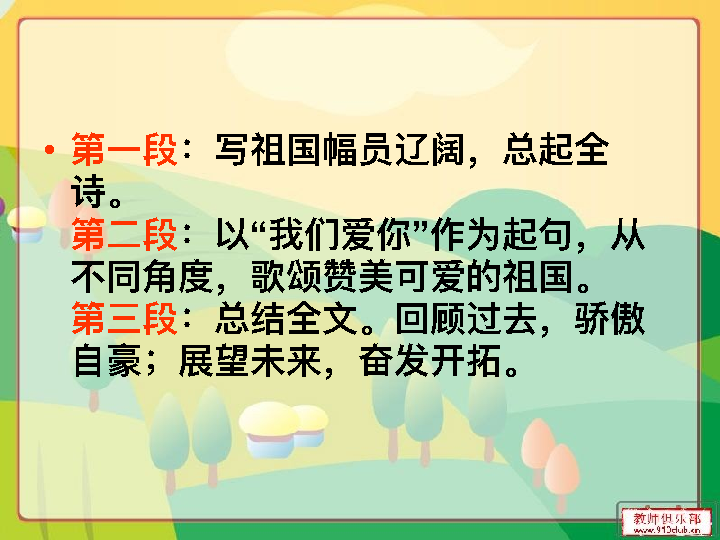 • 第一段：写祖国幅员辽阔，总起全
诗。
第二段：以“我们爱你”作为起句，从
不同角度，歌颂赞美可爱的祖国。
第三段：总结全文。回顾过去，骄傲
自豪；展望未来，奋发开拓。
教师俱乐部
www.910club.cn